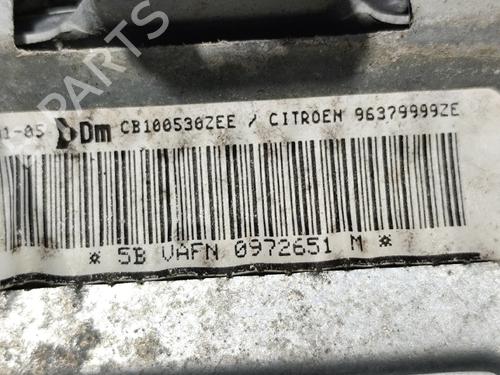 1-05 Dm CB100530ZEE / CITROEN 96379999ZE
* 5B VAFN 0972651 M *